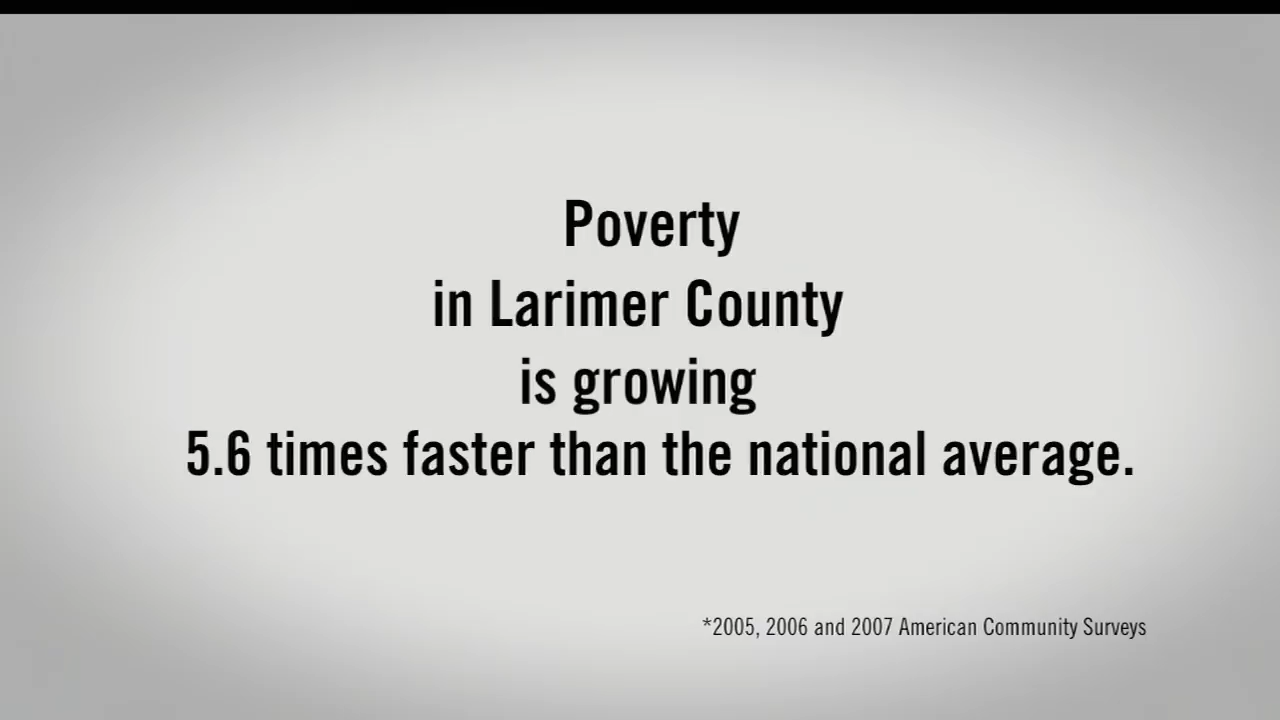 Poverty
in Larimer County
is growing
5.6 times faster than the national average.
*2005, 2006 and 2007 American Community Surveys